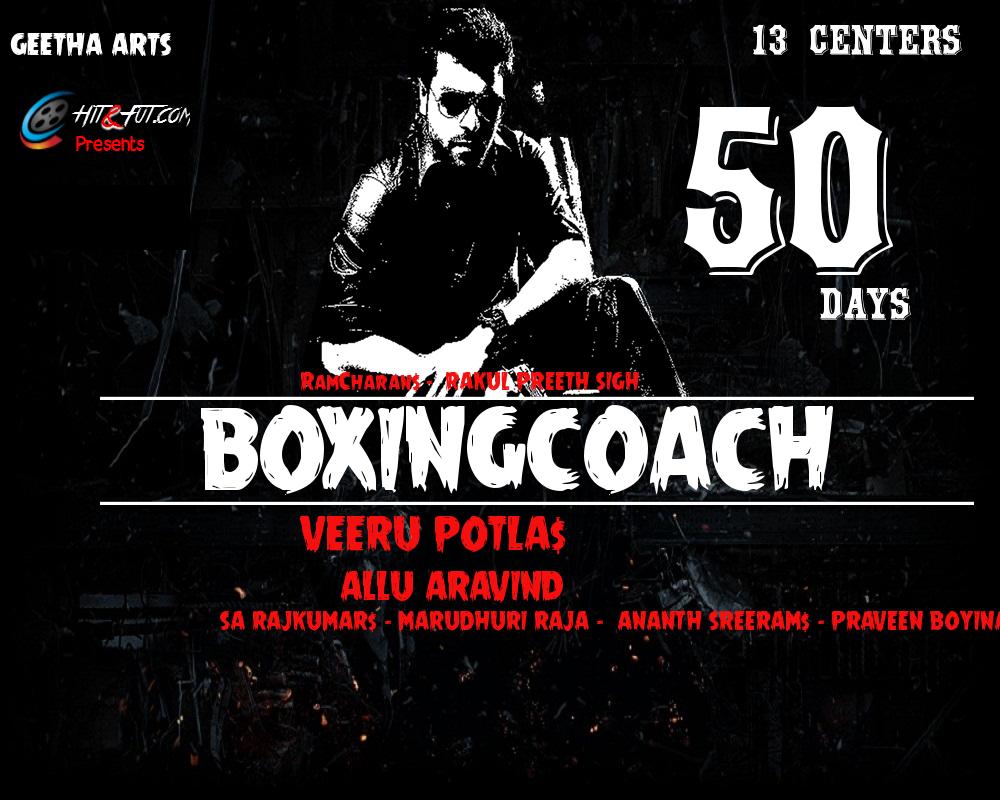 GEETHA ARTS
13 CENTERS
HIT&FUT.COM
Presents
50
DAYS
RAMCHARAN$ - RAKUL PREETH SIGH
BOXINGCOACH
VEERU POTLA$
ALLU ARAVIND
SA RAJKUMAR$ - MARUDHURI RAJA - ANANTH SREERAM$ - PRAVEEN BOYINA